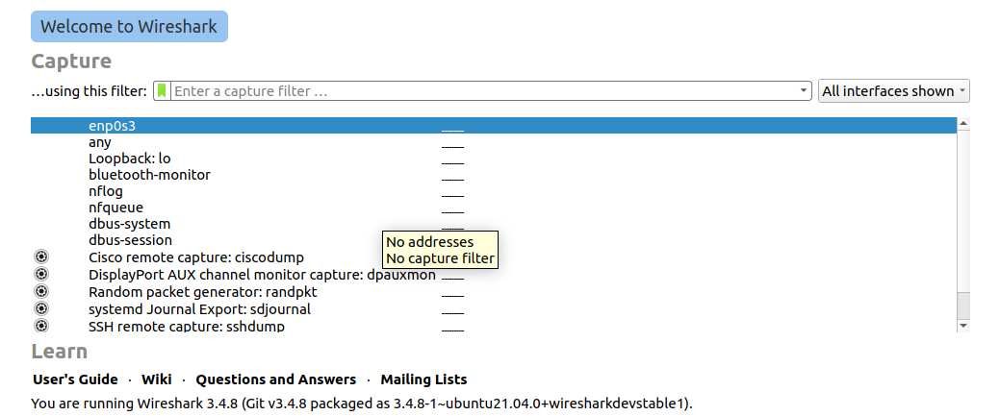 Welcome to Wireshark
Capture
...using this filter: Enter a capture filter ... All interfaces shown
enp0s3
any
Loopback: lo
bluetooth-monitor
nflog
nfqueue
dbus-system
dbus-session
No addresses
No capture filter
Cisco remote capture: ciscodump
DisplayPort AUX channel monitor capture: dpauxmon
Random packet generator: randpkt
systemd Journal Export: sdjournal
SSH remote capture: sshdump
Learn
User's Guide · Wiki · Questions and Answers · Mailing Lists
You are running Wireshark 3.4.8 (Git v3.4.8 packaged as 3.4.8-1~ubuntu21.04.0+wiresharkdevstable1).